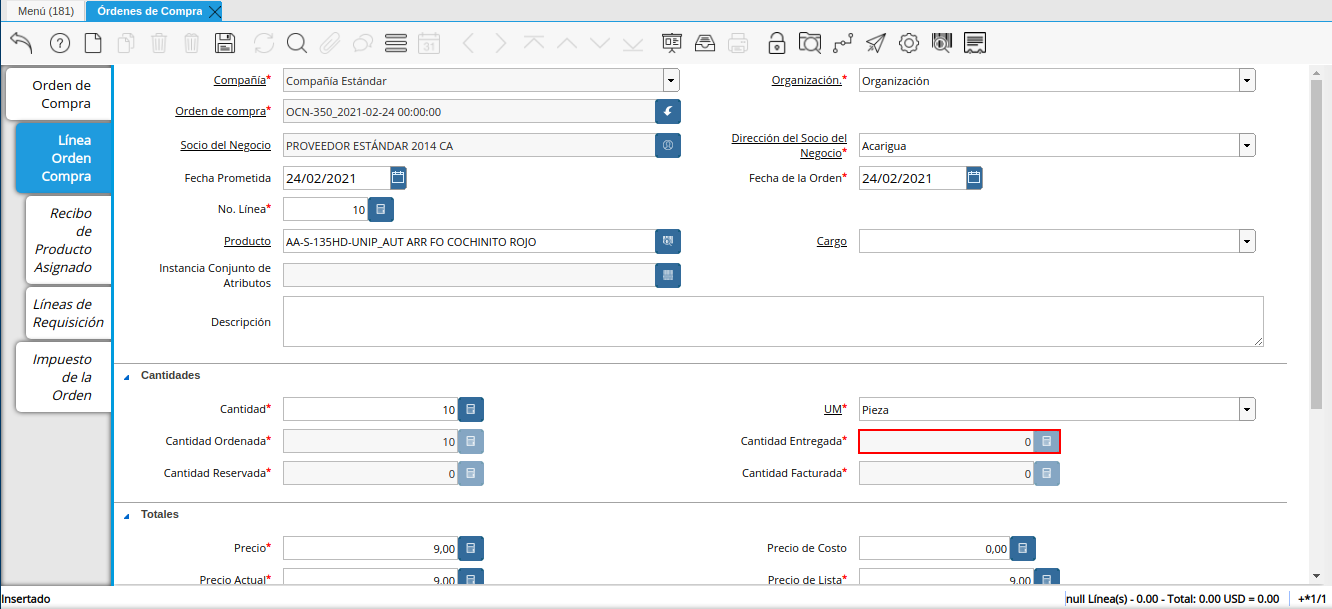 Menú (181)
Órdenes de Compra
31
Orden de
Compra
Línea
Orden
Compra
Recibo
de
Producto
Asignado
Líneas de
Requisición
Impuesto
de la
Orden
Compañía* Compañía Estándar
Organización.* Organización
Orden de compra* OCN-350_2021-02-24 00:00:00
Socio del Negocio PROVEEDOR ESTÁNDAR 2014 CA
Dirección del Socio del
Negocio* Acarigua
Fecha Prometida 24/02/2021
Fecha de la Orden* 24/02/2021
No. Línea* 10
Producto AA-S-135HD-UNIP_AUT ARR FO COCHINITO ROJO
Cargo
Instancia Conjunto de
Atributos
Descripción
Cantidades
Cantidad* 10
UM* Pieza
Cantidad Ordenada* 10
Cantidad Entregada* 0
Cantidad Reservada* 0
Cantidad Facturada* 0
Totales
Precio* 9,00
Precio de Costo 0,00
Precio Actual* 9,00
Precio de Lista* 9,00
Insertado
null Línea(s) - 0.00 - Total: 0.00 USD = 0.00
+*1/1